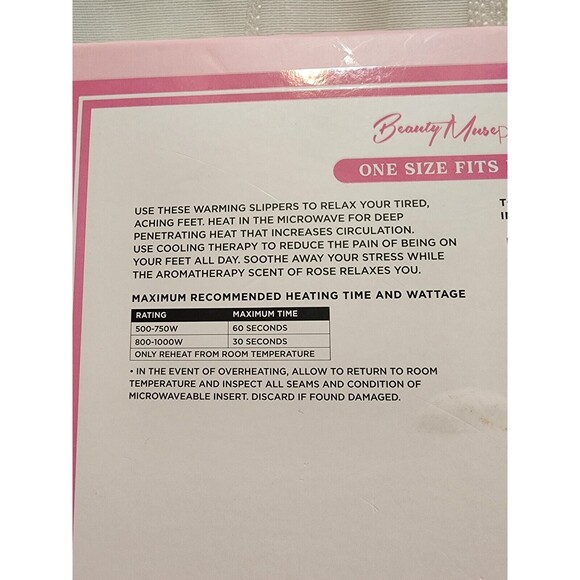 Beauty Muse
ONE SIZE FITS
USE THESE WARMING SLIPPERS TO RELAX YOUR TIRED,
ACHING FEET. HEAT IN THE MICROWAVE FOR DEEP
PENETRATING HEAT THAT INCREASES CIRCULATION.
USE COOLING THERAPY TO REDUCE THE PAIN OF BEING ON
YOUR FEET ALL DAY. SOOTHE AWAY YOUR STRESS WHILE
THE AROMATHERAPY SCENT OF ROSE RELAXES YOU.
MAXIMUM RECOMMENDED HEATING TIME AND WATTAGE
RATING MAXIMUM TIME
500-750W 60 SECONDS
800-1000W 30 SECONDS
ONLY REHEAT FROM ROOM TEMPERATURE
• IN THE EVENT OF OVERHEATING, ALLOW TO RETURN TO ROOM
TEMPERATURE AND INSPECT ALL SEAMS AND CONDITION OF
MICROWAVEABLE INSERT. DISCARD IF FOUND DAMAGED.